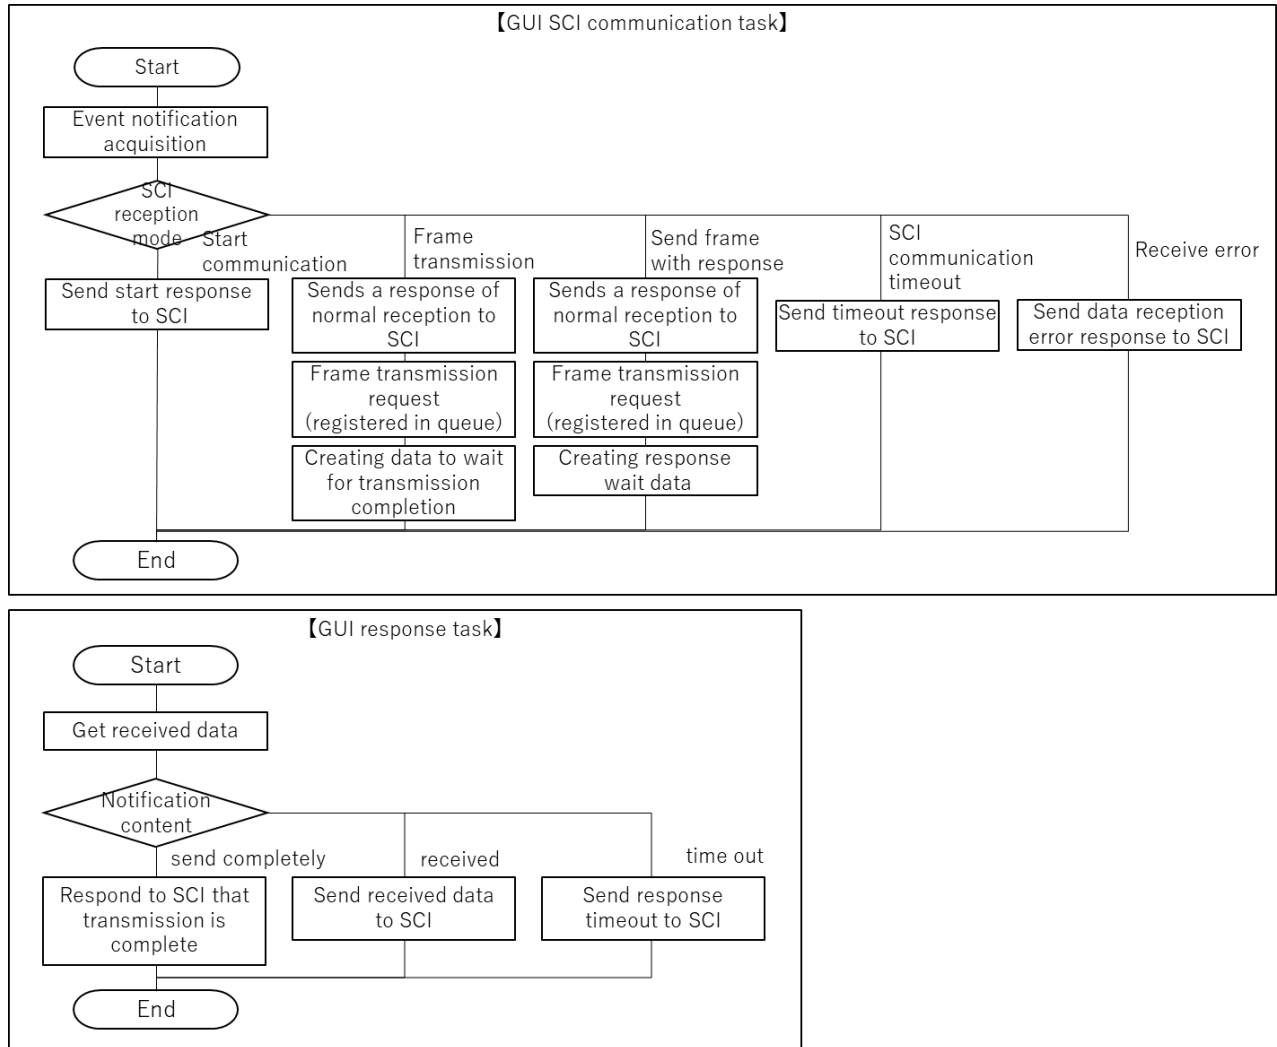 【GUI SCI communication task】
Start
Event notification
acquisition
SCI
reception
mode
Start
communication
Frame
transmission
Send frame
with response
SCI
communication
timeout
Receive error
Send start response
to SCI
Sends a response of
normal reception to
SCI
Frame transmission
request
(registered in queue)
Creating data to wait
for transmission
completion
Sends a response of
normal reception to
SCI
Frame transmission
request
(registered in queue)
Creating response
wait data
Send timeout response
to SCI
Send data reception
error response to SCI
End
【GUI response task】
Start
Get received data
Notification
content
send completely
received
time out
Respond to SCI that
transmission is
complete
Send received data
to SCI
Send response
timeout to SCI
End